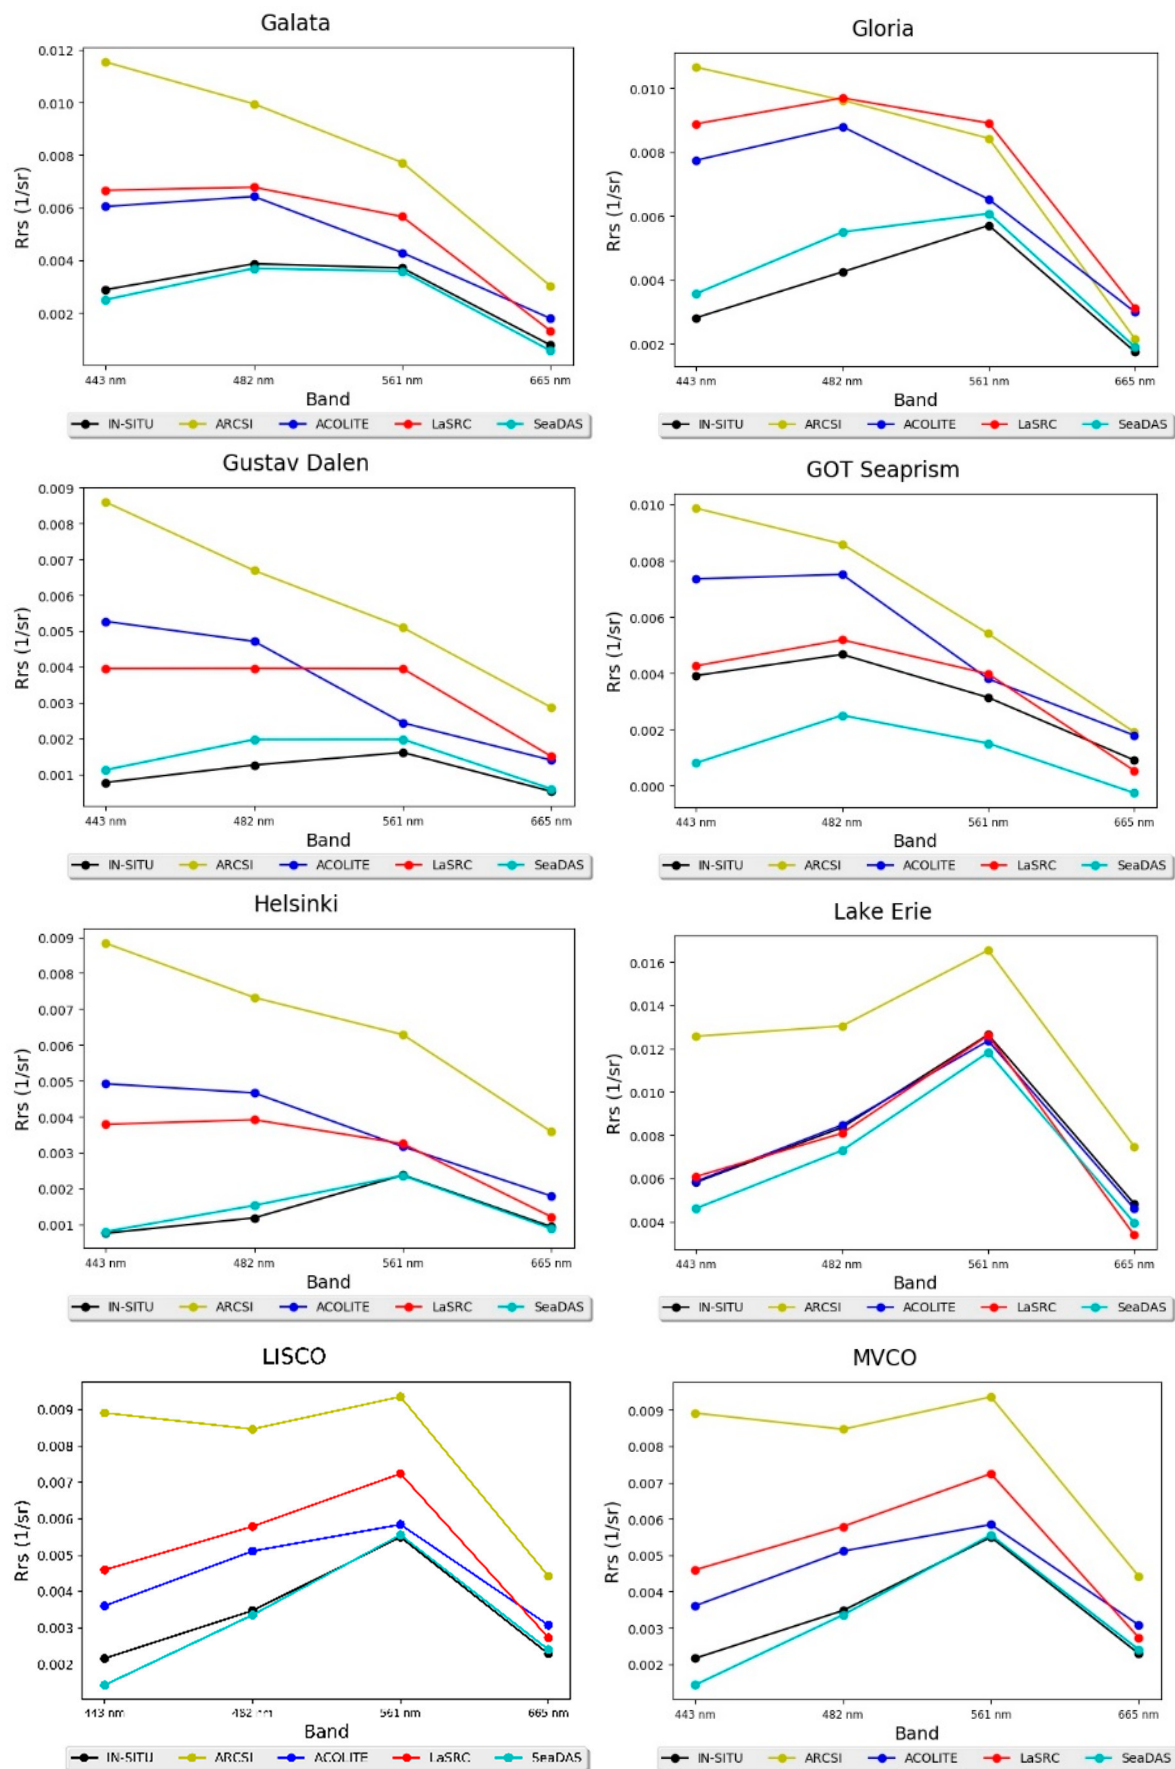 Galata
0.012
0.010
0.008
0.006
0.004
0.002
Rrs (1/sr)
443 nm 482 nm 561 nm 665 nm
Band
IN-SITU ARCSI ACOLITE LaSRC SeaDAS
Gloria
0.010
0.008
0.006
0.004
0.002
Rrs (1/sr)
443 nm 482 nm 561 nm 665 nm
Band
IN-SITU ARCSI ACOLITE LaSRC SeaDAS
Gustav Dalen
0.009
0.008
0.007
0.006
0.005
0.004
0.003
0.002
0.001
Rrs (1/sr)
443 nm 482 nm 561 nm 665 nm
Band
IN-SITU ARCSI ACOLITE LaSRC SeaDAS
GOT Seaprism
0.010
0.008
0.006
0.004
0.002
0.000
Rrs (1/sr)
443 nm 482 nm 561 nm 665 nm
Band
IN-SITU ARCSI ACOLITE LaSRC SeaDAS
Helsinki
0.009
0.008
0.007
0.006
0.005
0.004
0.003
0.002
0.001
Rrs (1/sr)
443 nm 482 nm 561 nm 665 nm
Band
IN-SITU ARCSI ACOLITE LaSRC SeaDAS
Lake Erie
0.016
0.014
0.012
0.010
0.008
0.006
0.004
Rrs (1/sr)
443 nm 482 nm 561 nm 665 nm
Band
IN-SITU ARCSI ACOLITE LaSRC SeaDAS
LISCO
0.009
0.008
0.007
0.006
0.005
0.004
0.003
0.002
Rrs (1/sr)
443 nm 482 nm 561 nm 665 nm
Band
IN-SITU ARCSI ACOLITE LaSRC SeaDAS
MVCO
0.009
0.008
0.007
0.006
0.005
0.004
0.003
0.002
Rrs (1/sr)
443 nm 482 nm 561 nm 665 nm
Band
IN-SITU ARCSI ACOLITE LaSRC SeaDAS